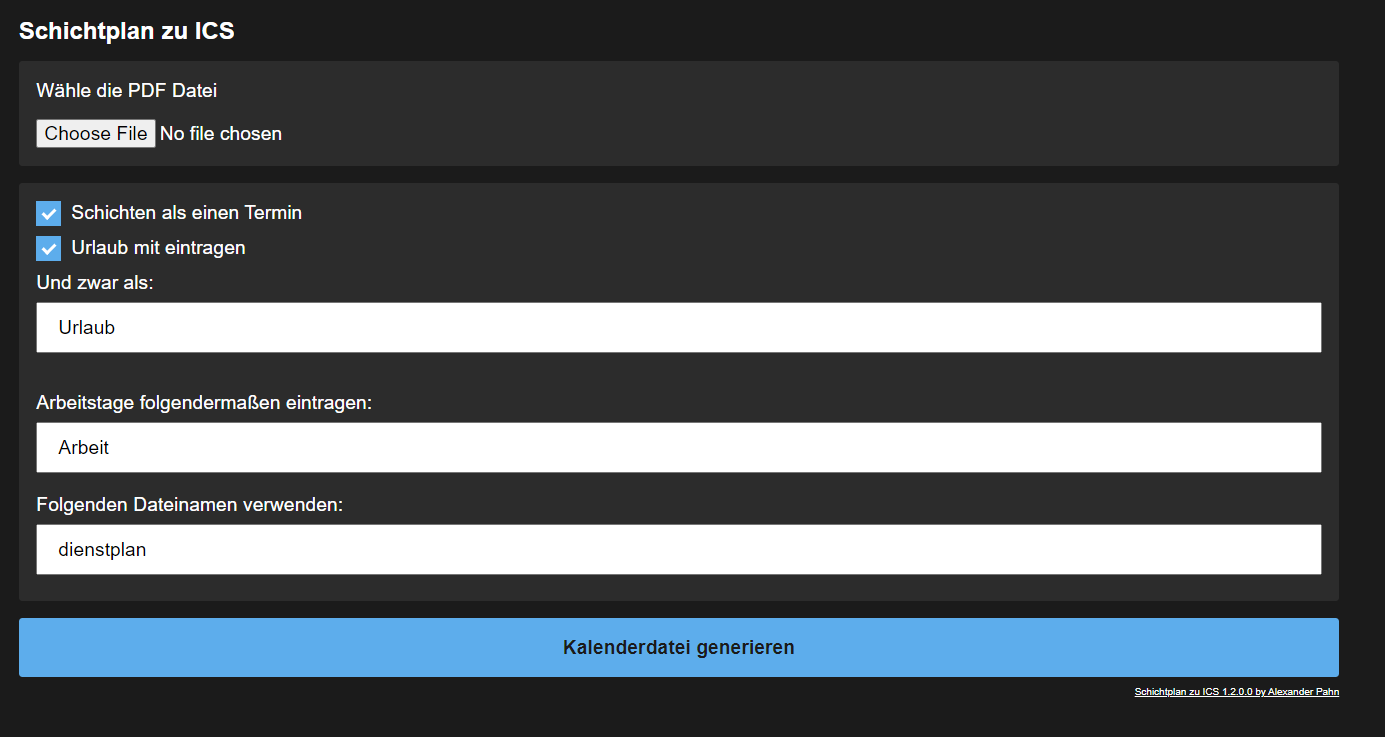 Schichtplan zu ICS
Wähle die PDF Datei
Choose File No file chosen
Schichten als einen Termin
Urlaub mit eintragen
Und zwar als:
Urlaub
Arbeitstage folgendermaßen eintragen:
Arbeit
Folgenden Dateinamen verwenden:
dienstplan
Kalenderdatei generieren
Schichtplan zu ICS 1.2.0.0 by Alexander Pahn